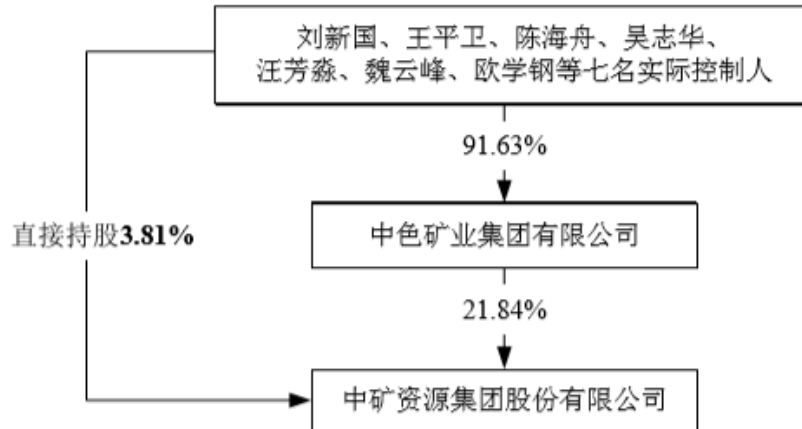 刘新国、王平卫、陈海舟、吴志华、
汪芳淼、魏云峰、欧学钢等七名实际控制人
91.63%
中色矿业集团有限公司
直接持股3.81%
21.84%
中矿资源集团股份有限公司